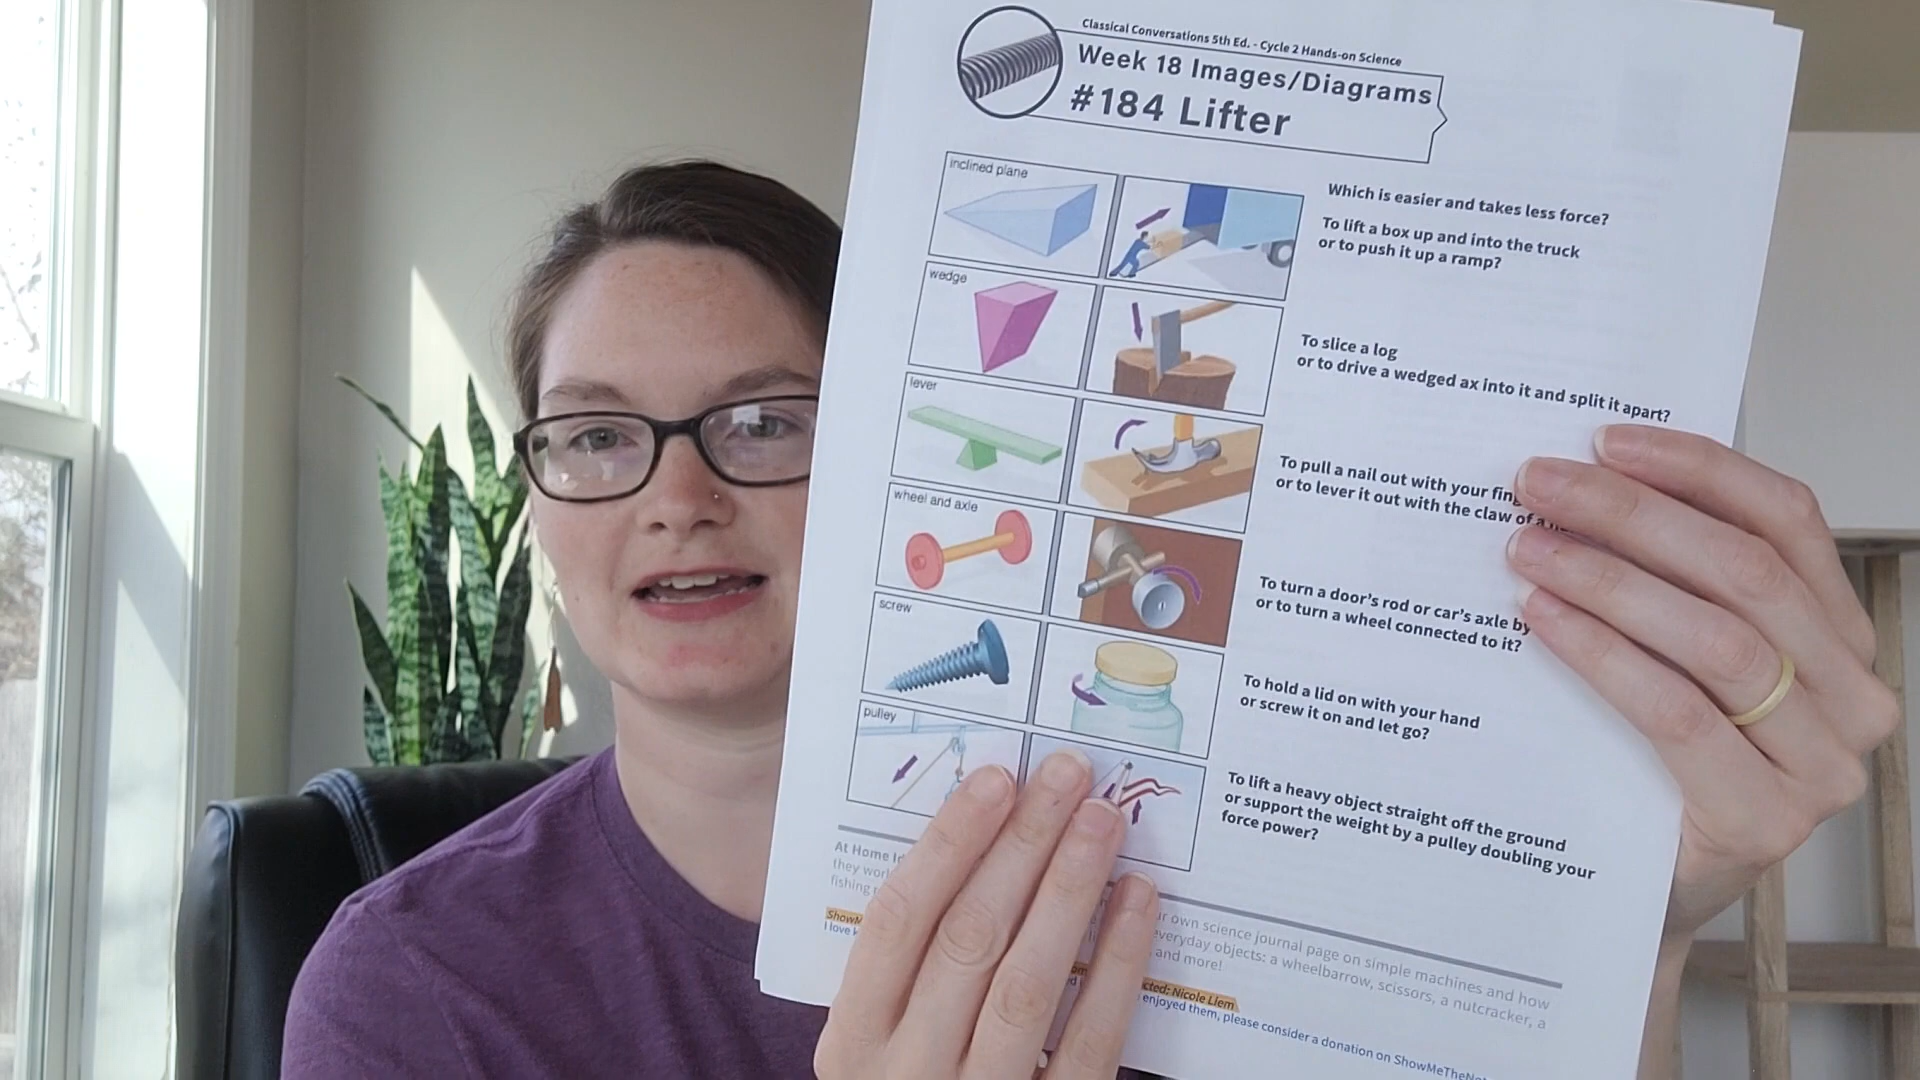 Classical Conversations 5th Ed. - Cycle 2 Hands-on Science
Week 18 Images/Diagrams
#184 Lifter
inclined plane
Which is easier and takes less force?
To lift a box up and into the truck
or to push it up a ramp?
wedge
To slice a log
or to drive a wedged ax into it and split it apart?
lever
To pull a nail out with your
or to lever it out with the claw of a
wheel and axle
To turn a door's rod or car's axle by
or to turn a wheel connected to it?
screw
To hold a lid on with your hand
or screw it on and let go?
pulley
To lift a heavy object straight off the ground
or support the weight by a pulley doubling your
force power?
At Home
own science journal page on simple machines and how
they
everyday objects: a wheelbarrow, scissors, a nutcracker, a
fishing
and more!
Nicole Liem
I love
enjoyed them, please consider a donation on